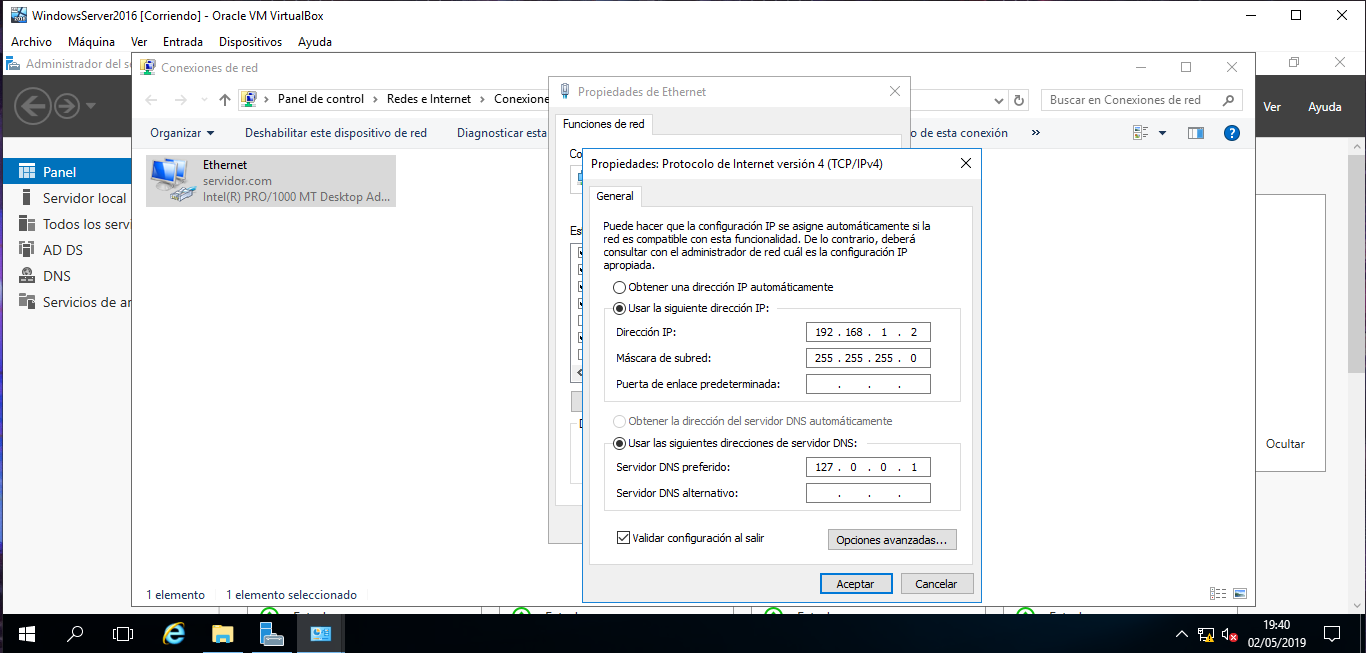 WindowsServer2016 [Corriendo] - Oracle VM VirtualBox
Archivo Máquina Ver Entrada Dispositivos Ayuda
Administrador del s
Conexiones de red
Panel de control > Redes e Internet > Conexione
Buscar en Conexiones de red
Ver Ayuda
Organizar
Deshabilitar este dispositivo de red
Diagnosticar esta
o de esta conexión
»
Ethernet
servidor.com
Intel(R) PRO/1000 MT Desktop Ad...
Panel
Servidor local
Todos los servi
AD DS
DNS
Servicios de ar
Propiedades de Ethernet
Funciones de red
Co
Es
Propiedades: Protocolo de Internet versión 4 (TCP/IPv4)
General
Puede hacer que la configuración IP se asigne automáticamente si la
red es compatible con esta funcionalidad. De lo contrario, deberá
consultar con el administrador de red cuál es la configuración IP
apropiada.
Obtener una dirección IP automáticamente
Usar la siguiente dirección IP:
Dirección IP: 192 . 168 . 1 . 2
Máscara de subred: 255 . 255 . 255 . 0
Puerta de enlace predeterminada: . . .
Obtener la dirección del servidor DNS automáticamente
Usar las siguientes direcciones de servidor DNS:
Servidor DNS preferido: 127 . 0 . 0 . 1
Servidor DNS alternativo: . . .
Validar configuración al salir
Opciones avanzadas...
Aceptar Cancelar
Ocultar
1 elemento 1 elemento seleccionado
19:40
02/05/2019